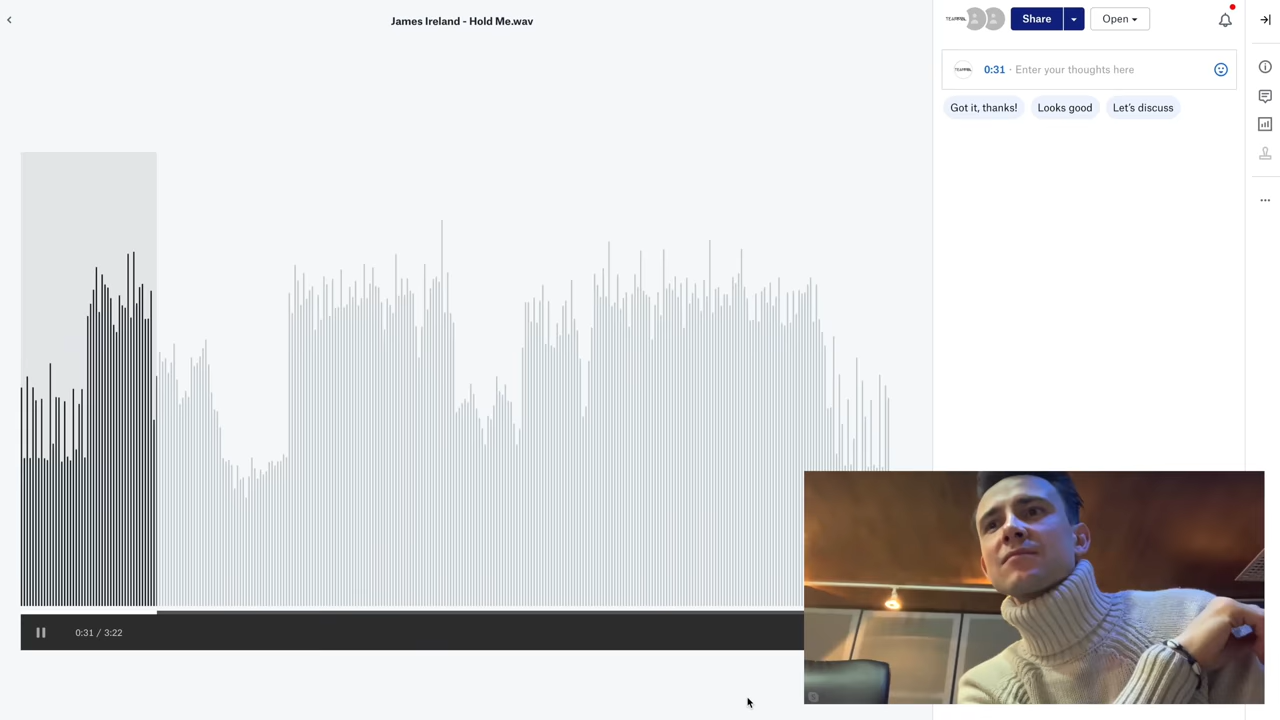 James Ireland - Hold Me.wav
Share
Open
0:31 · Enter your thoughts here
Got it, thanks!
Looks good
Let's discuss
0:31 / 3:22